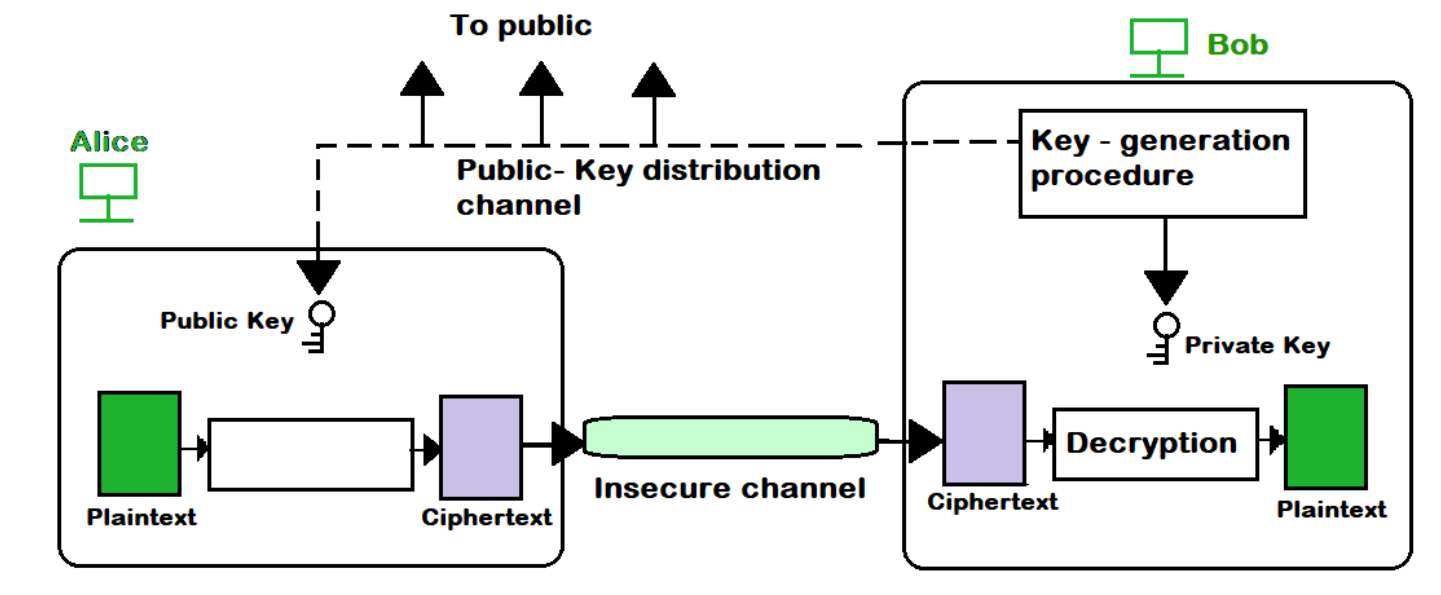 To public
Bob
Alice
Key - generation
procedure
Public- Key distribution
channel
Public Key
Private Key
Decryption
Insecure channel
Plaintext
Ciphertext
Ciphertext
Plaintext